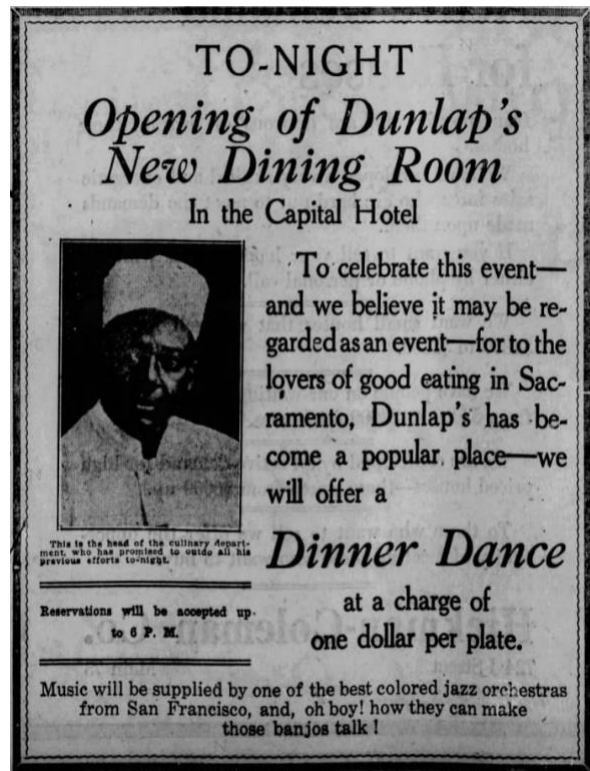 TO-NIGHT
Opening of Dunlap's
New Dining Room
In the Capital Hotel
To celebrate this event—
and we believe it may be re-
garded as an event—for to the
lovers of good eating in Sac-
ramento, Dunlap's has be-
come a popular place—we
will offer a
This is the head of the culinary depart-
ment, who has promised to outdo all his
previous efforts to-night.
Reservations will be accepted up
to 6 P. M.
Dinner Dance
at a charge of
one dollar per plate.
Music will be supplied by one of the best colored jazz orchestras
from San Francisco, and, oh boy! how they can make
those banjos talk!